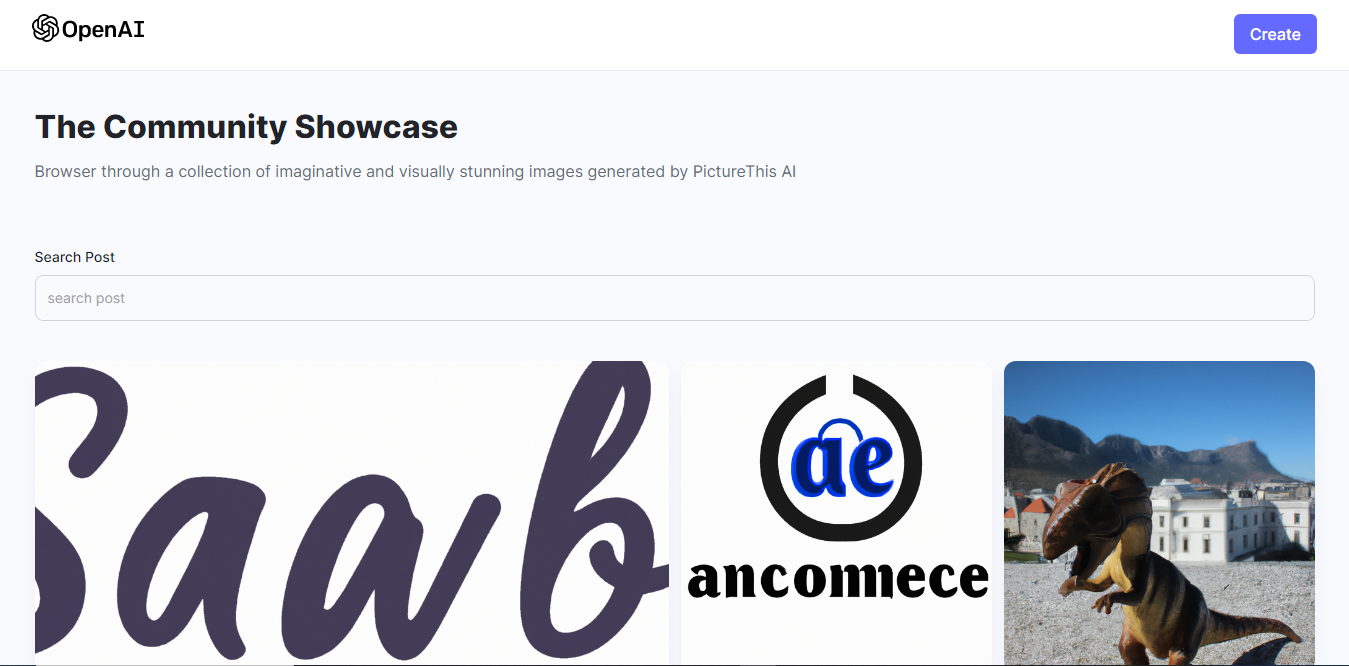 OpenAI
Create
The Community Showcase
Browser through a collection of imaginative and visually stunning images generated by PictureThis AI
Search Post
search post
Saab
ae
ancomnece